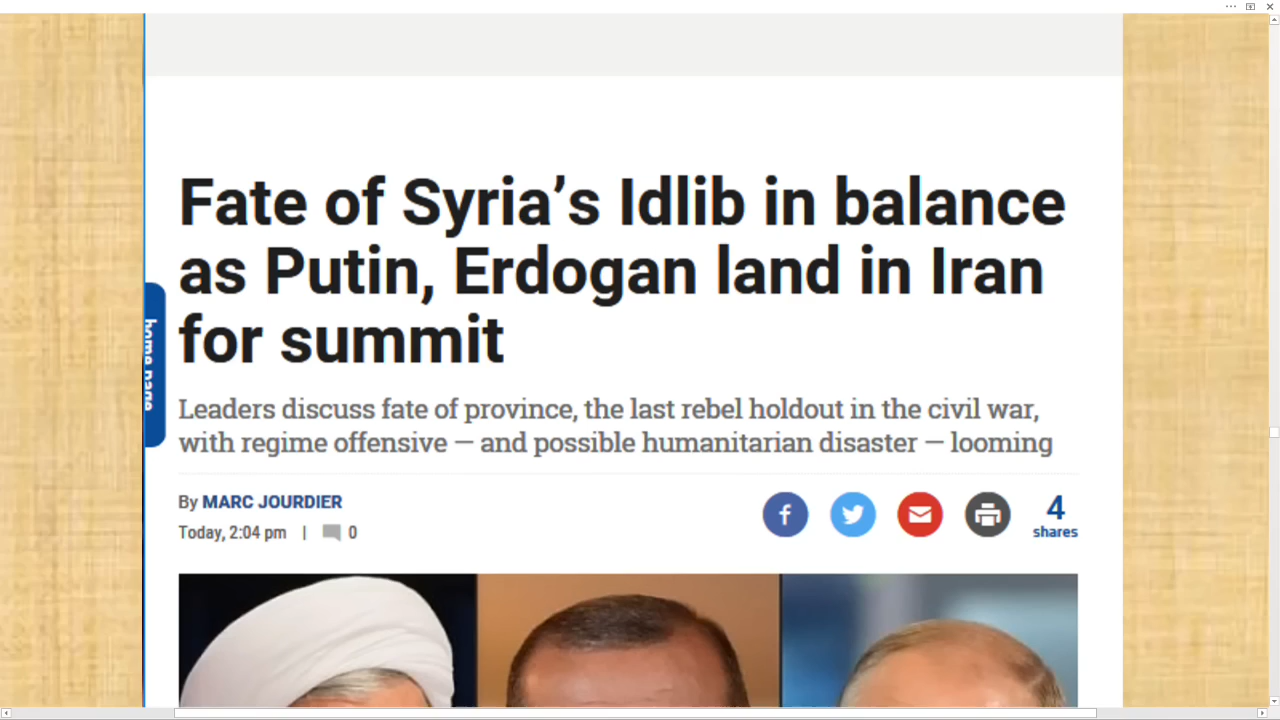 Fate of Syria’s Idlib in balance
as Putin, Erdogan land in Iran
for summit
home page
Leaders discuss fate of province, the last rebel holdout in the civil war,
with regime offensive — and possible humanitarian disaster — looming
By MARC JOURDIER
Today, 2:04 pm | 0
4
shares